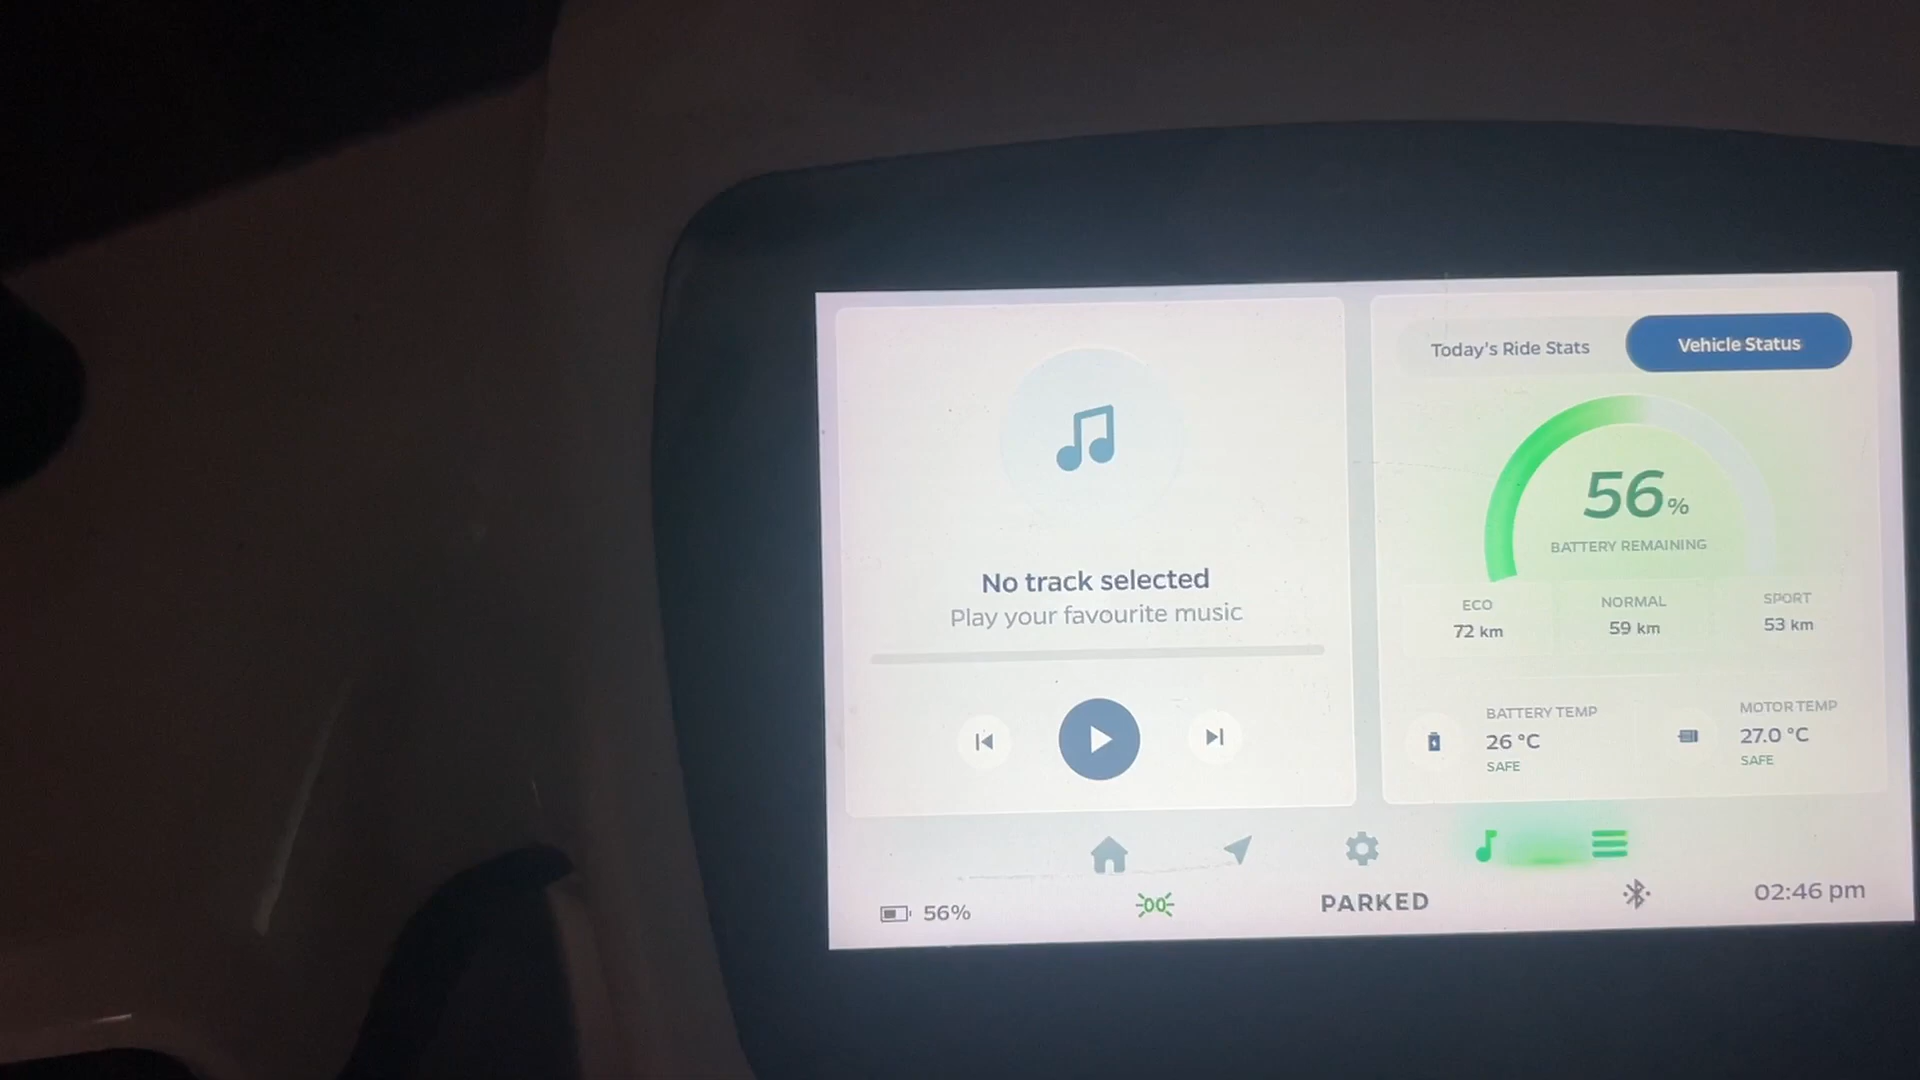 No track selected
Play your favourite music
Today's Ride Stats
Vehicle Status
56%
BATTERY REMAINING
ECO
72 km
NORMAL
59 km
SPORT
53 km
BATTERY TEMP
26 °C
SAFE
MOTOR TEMP
27.0 °C
SAFE
56%
PARKED
02:46 pm